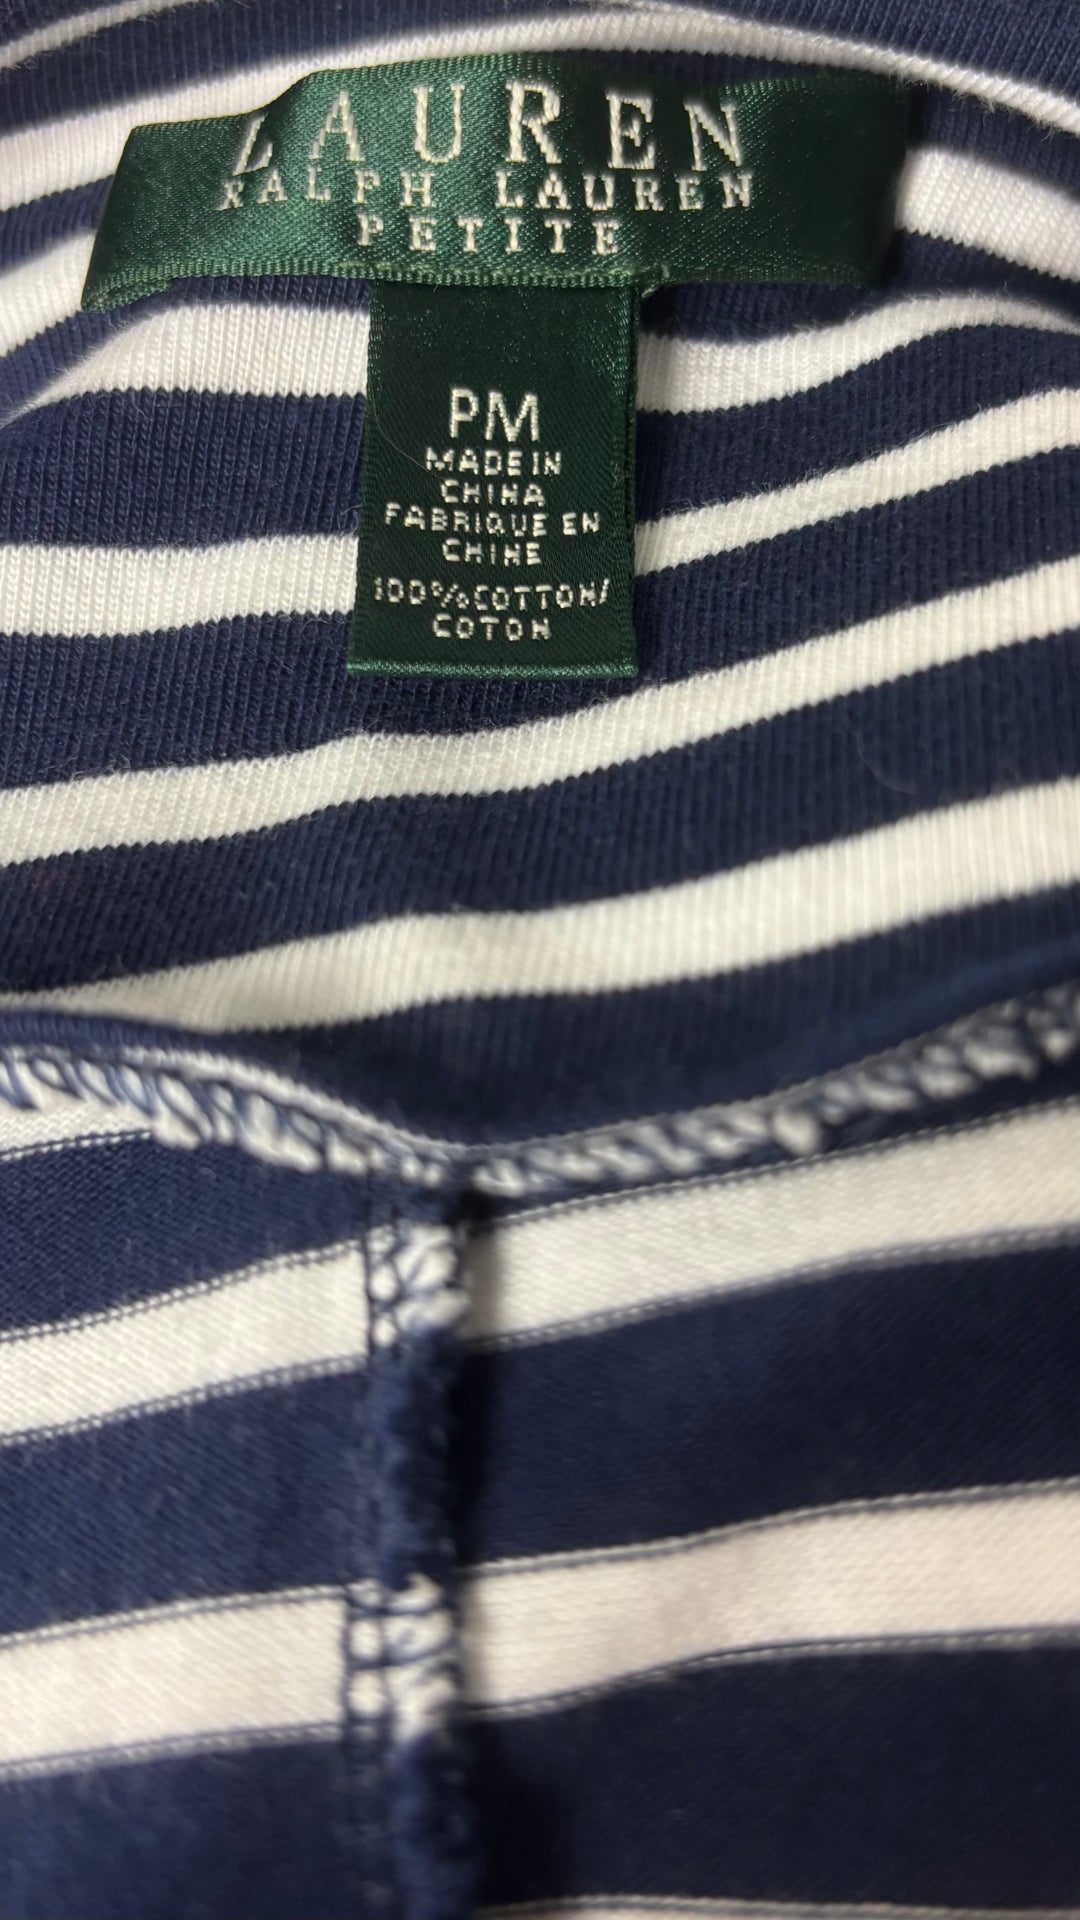 LAUREN
RALPH LAUREN
PETITE
PM
MADE IN
CHINA
FABRIQUE EN
CHINE
100% COTTON/
COTON